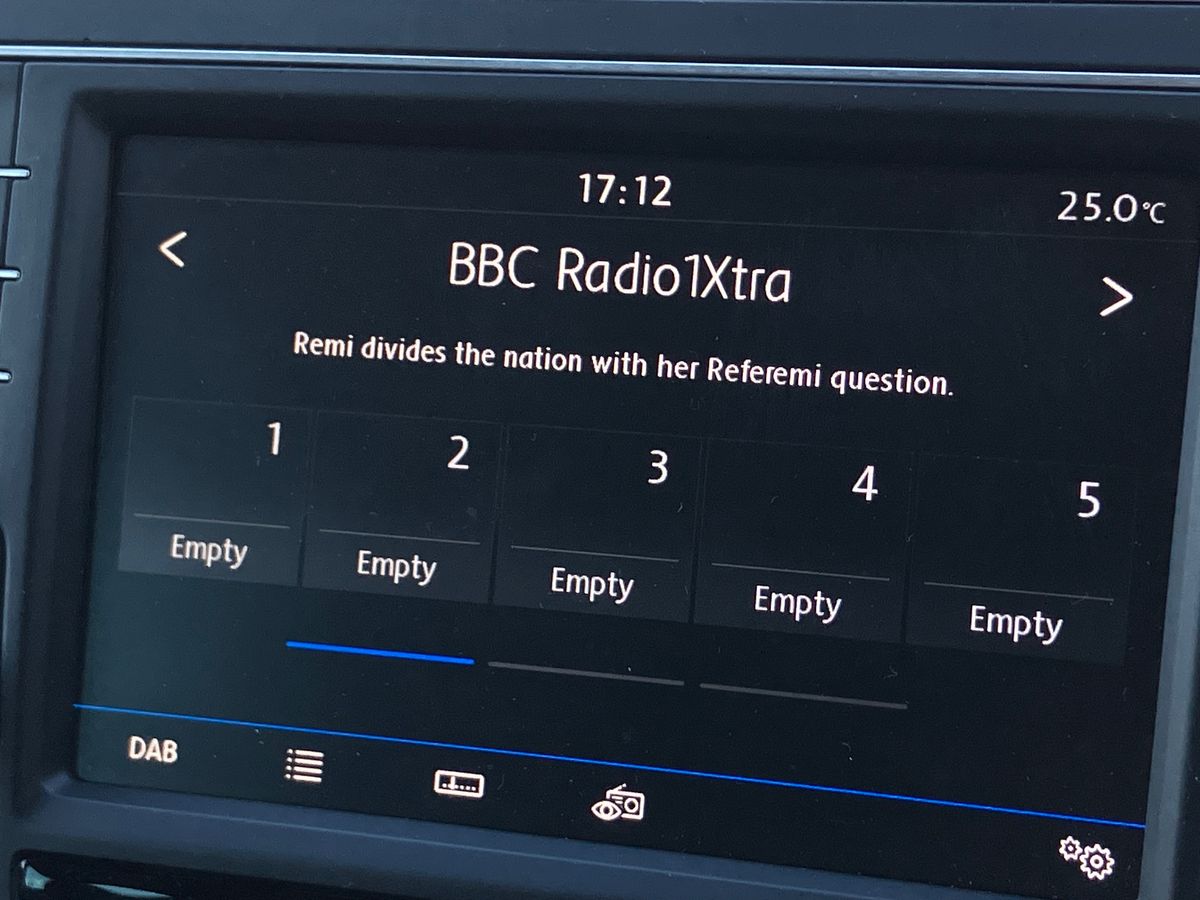 17:12
25.0°C
BBC Radio1Xtra
Remi divides the nation with her Referemi question.
1 2 3 4 5
Empty Empty Empty Empty Empty
DAB